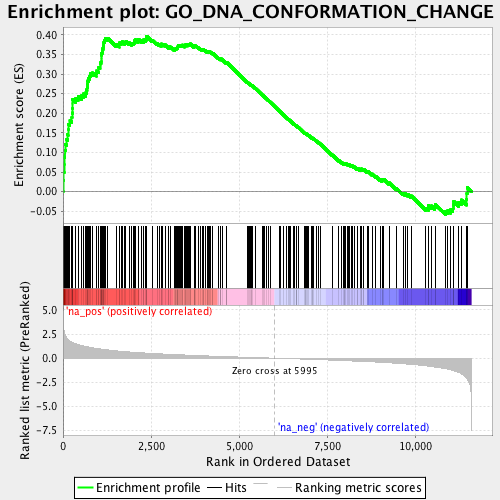 Enrichment plot: GO_DNA_CONFORMATION_CHANGE
Enrichment score (ES)
0.40
0.35
0.30
0.25
0.20
0.15
0.10
0.05
0.00
-0.05
Ranked list metric (PreRanked)
'na_pos' (positively correlated)
5.0
2.5
0.0
-2.5
-5.0
-7.5
Zero cross at 5995
'na_neg' (negatively correlated)
0
2,500
5,000
7,500
10,000
Rank in Ordered Dataset
Enrichment profile
Hits
Ranking metric scores